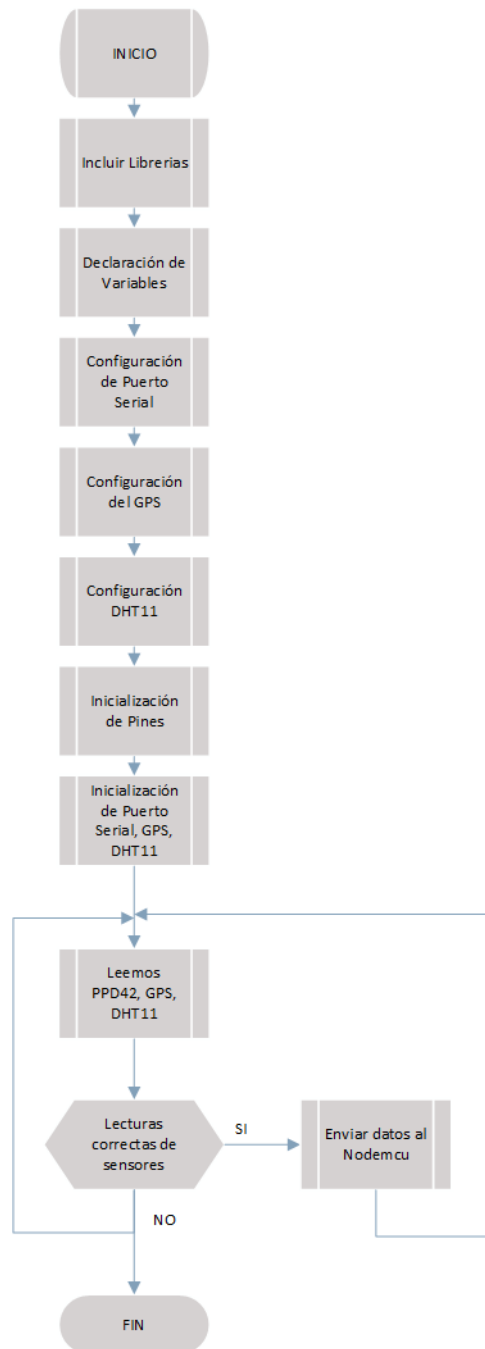 INICIO
Incluir Librerias
Declaración de
Variables
Configuración
de Puerto
Serial
Configuración
del GPS
Configuración
DHT11
Inicialización
de Pines
Inicialización
de Puerto
Serial, GPS,
DHT11
Leemos
PPD42, GPS,
DHT11
Lecturas
correctas de
sensores
SI
Enviar datos al
Nodemcu
NO
FIN